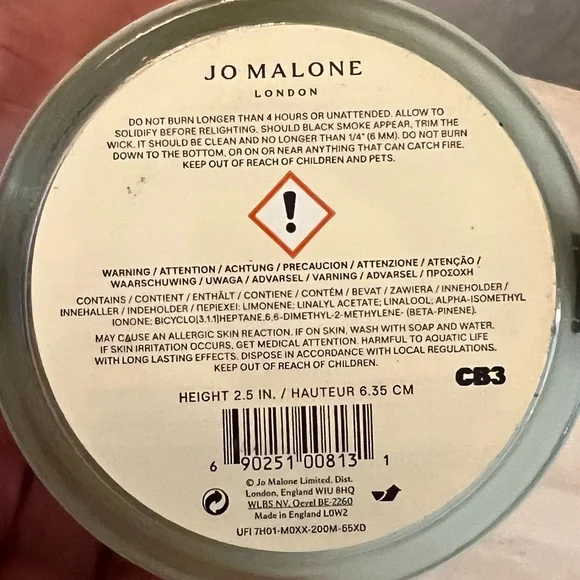 JO MALONE
LONDON
DO NOT BURN LONGER THAN 4 HOURS OR UNATTENDED. ALLOW TO
SOLIDIFY BEFORE RELIGHTING. SHOULD BLACK SMOKE APPEAR, TRIM THE
WICK. IT SHOULD BE CLEAN AND NO LONGER THAN 1/4" (6 MM). DO NOT BURN
DOWN TO THE BOTTOM, OR ON OR NEAR ANYTHING THAT CAN CATCH FIRE.
KEEP OUT OF REACH OF CHILDREN AND PETS.
WARNING / ATTENTION / ACHTUNG / PRECAUCION / ATTENZIONE / ATENÇÃO /
WAARSCHUWING / UWAGA / ADVARSEL / VARNING / ADVARSEL / ΠΡΟΣΟΧΗ
CONTAINS / CONTIENT / ENTHÄLT / CONTIENE / CONTÉM / BEVAT / ZAWIERA / INNEHOLDER /
INNEHALLER / INDEHOLDER / ΠΕΡΙΕΧΕΙ: LIMONENE; LINALYL ACETATE; LINALOOL; ALPHA-ISOMETHYL
IONONE; BICYCLO[3.1.1]HEPTANE,6,6-DIMETHYL-2-METHYLENE- (BETA-PINENE).
MAY CAUSE AN ALLERGIC SKIN REACTION. IF ON SKIN, WASH WITH SOAP AND WATER.
IF SKIN IRRITATION OCCURS, GET MEDICAL ATTENTION. HARMFUL TO AQUATIC LIFE
WITH LONG LASTING EFFECTS. DISPOSE IN ACCORDANCE WITH LOCAL REGULATIONS.
KEEP OUT OF REACH OF CHILDREN.
CB3
HEIGHT 2.5 IN. / HAUTEUR 6.35 CM
6 90251 00813 1
© Jo Malone Limited, Dist.
London, England W1U 8HQ
WLBS NV, Oevel BE-2260
Made in England L0W2
UFI 7H01-M0XX-200M-65XD